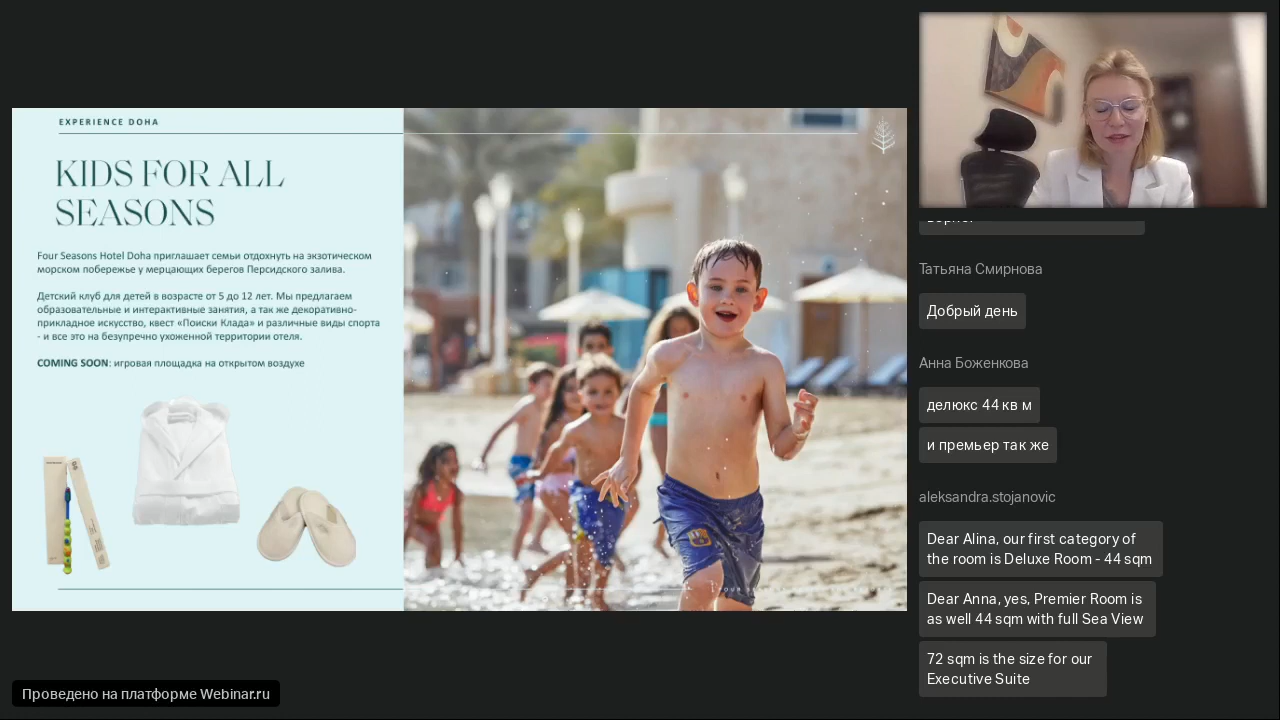 EXPERIENCE DOHA
KIDS FOR ALL
SEASONS
Four Seasons Hotel Doha приглашает семьи отдохнуть на экзотическом
морском побережье у мерцающих берегов Персидского залива.
Детский клуб для детей в возрасте от 5 до 12 лет. Мы предлагаем
образовательные и интерактивные занятия, а так же декоративно-
прикладное искусство, квест «Поиски Клада» и различные виды спорта
- и все это на безупречно ухоженной территории отеля.
COMING SOON: игровая площадка на открытом воздухе
Татьяна Смирнова
Добрый день
Анна Боженкова
делюкс 44 кв м
и премьер так же
aleksandra.stojanovic
Dear Alina, our first category of
the room is Deluxe Room - 44 sqm
Dear Anna, yes, Premier Room is
as well 44 sqm with full Sea View
72 sqm is the size for our
Executive Suite
Проведено на платформе Webinar.ru